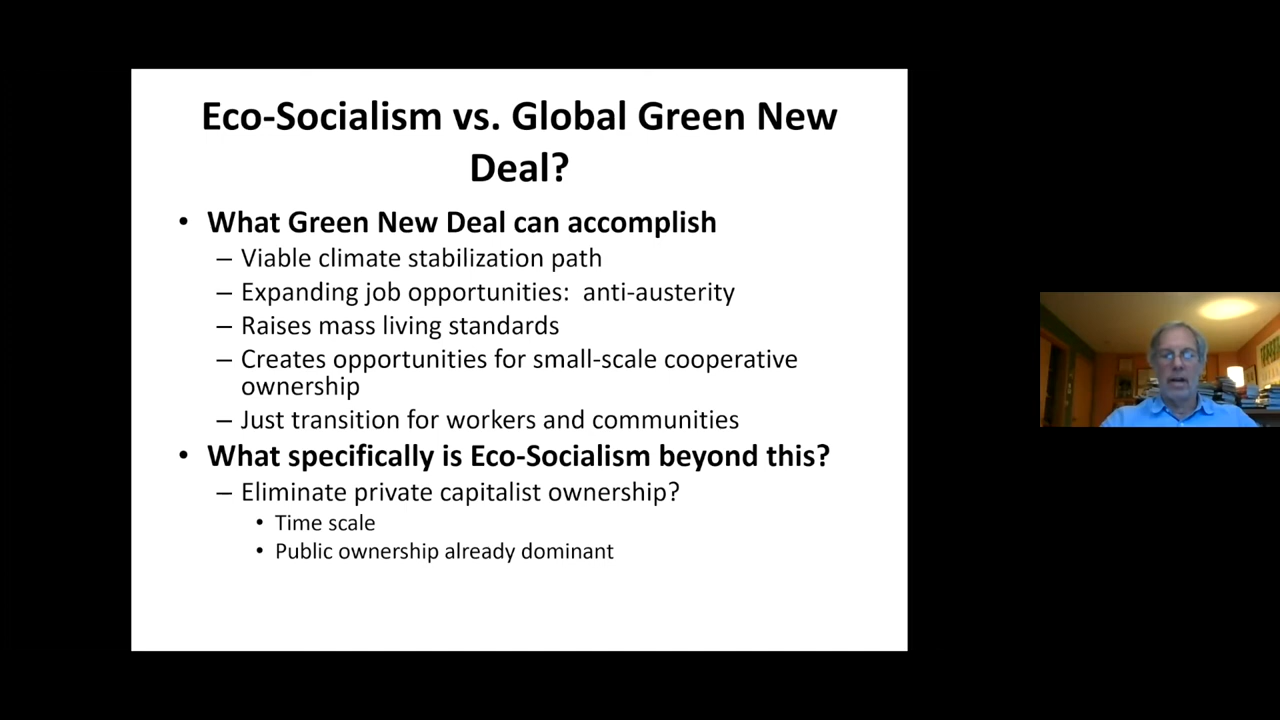 Eco-Socialism vs. Global Green New
Deal?
• What Green New Deal can accomplish
– Viable climate stabilization path
– Expanding job opportunities:  anti-austerity
– Raises mass living standards
– Creates opportunities for small-scale cooperative
ownership
– Just transition for workers and communities
• What specifically is Eco-Socialism beyond this?
– Eliminate private capitalist ownership?
• Time scale
• Public ownership already dominant